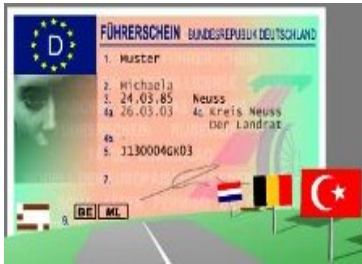 D
FÜHRERSCHEIN BUNDESREPUBLIK DEUTSCHLAND
1. Muster
2. Michaela
3. 24.03.85 Neuss
4a. 26.03.03 4c. Kreis Neuss
Der Landrat
4b.
5. J130004GK03
7.
9. BE ML